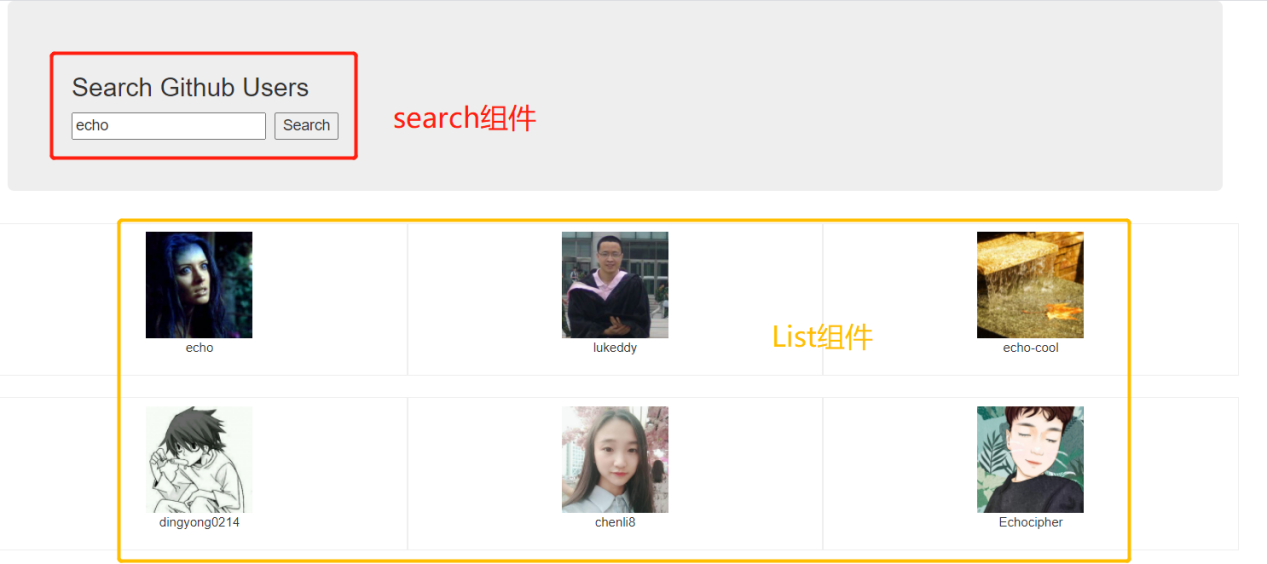 Search Github Users
echo Search
search组件
echo lukeddy echo-cool
List组件
dingyong0214 chenli8 Echocipher